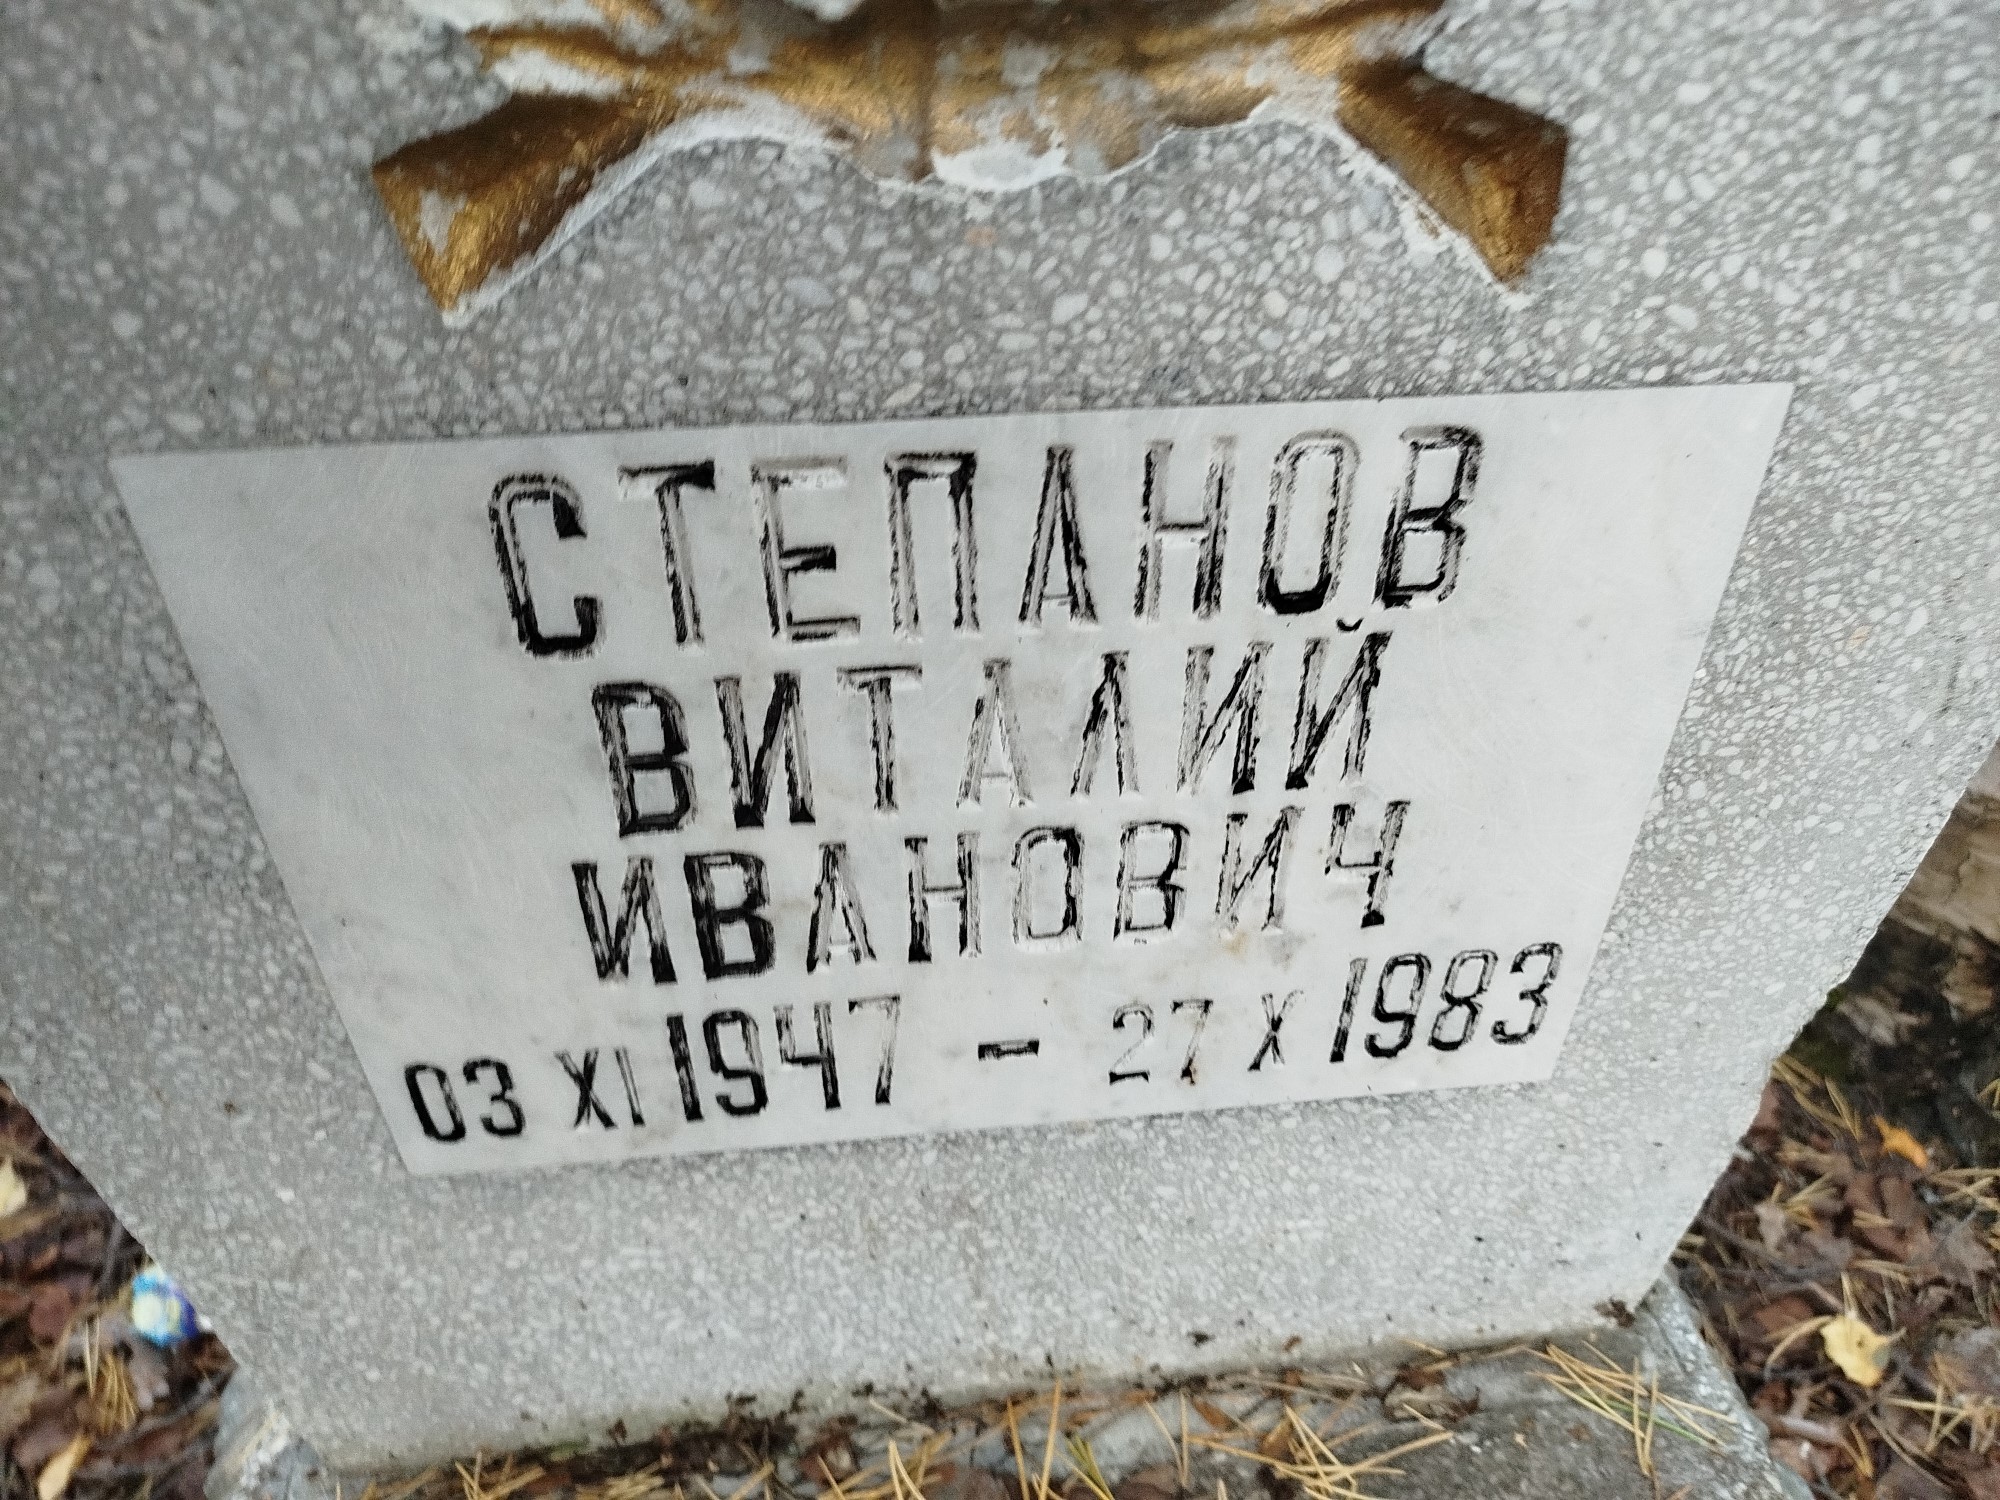 СТЕПАНОВ
ВИТАЛИЙ
ИВАНОВИЧ
03 XI 1947 - 27 X 1983